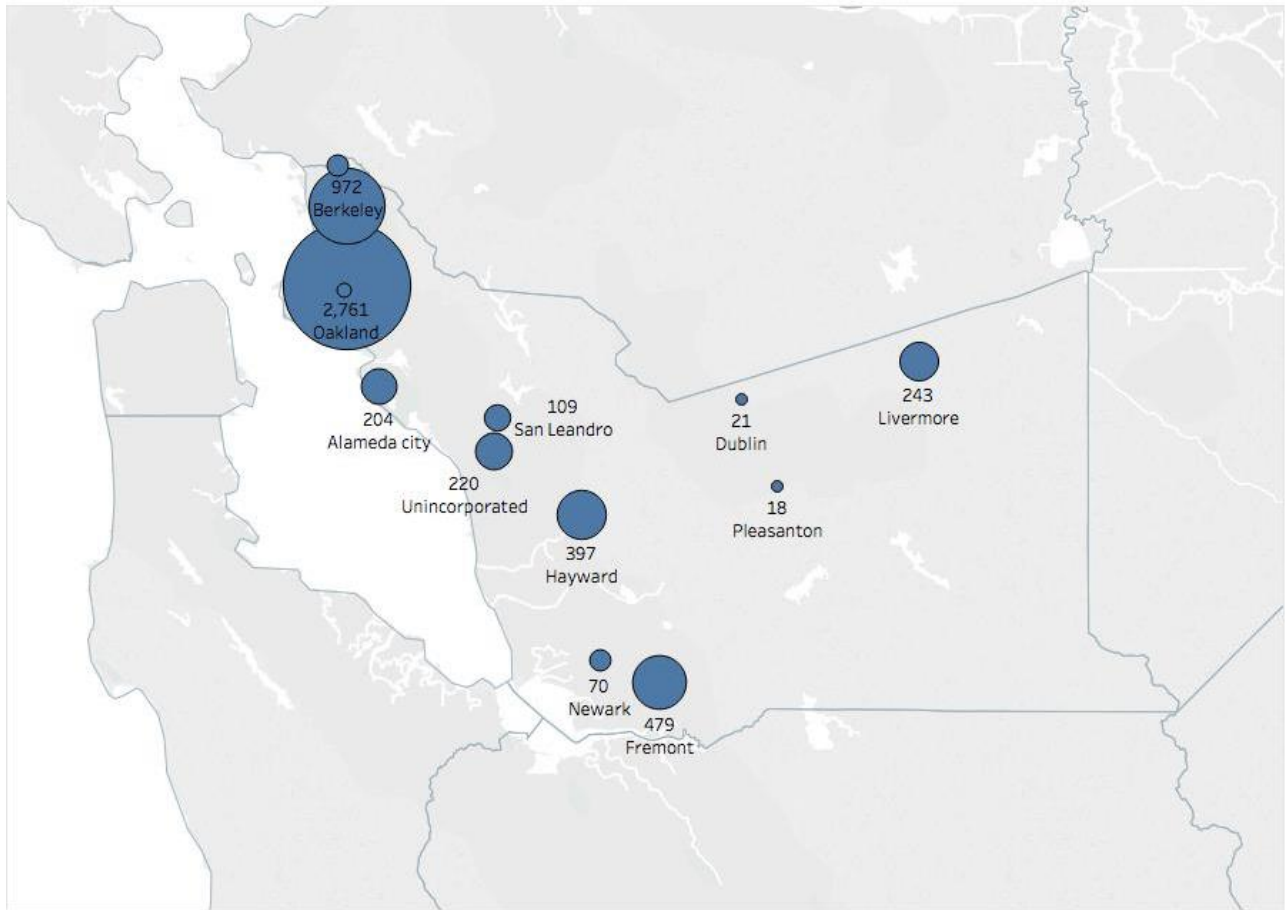 972
Berkeley
2,761
Oakland
204
Alameda city
109
San Leandro
220
Unincorporated
397
Hayward
21
Dublin
243
Livermore
18
Pleasanton
70
Newark
479
Fremont